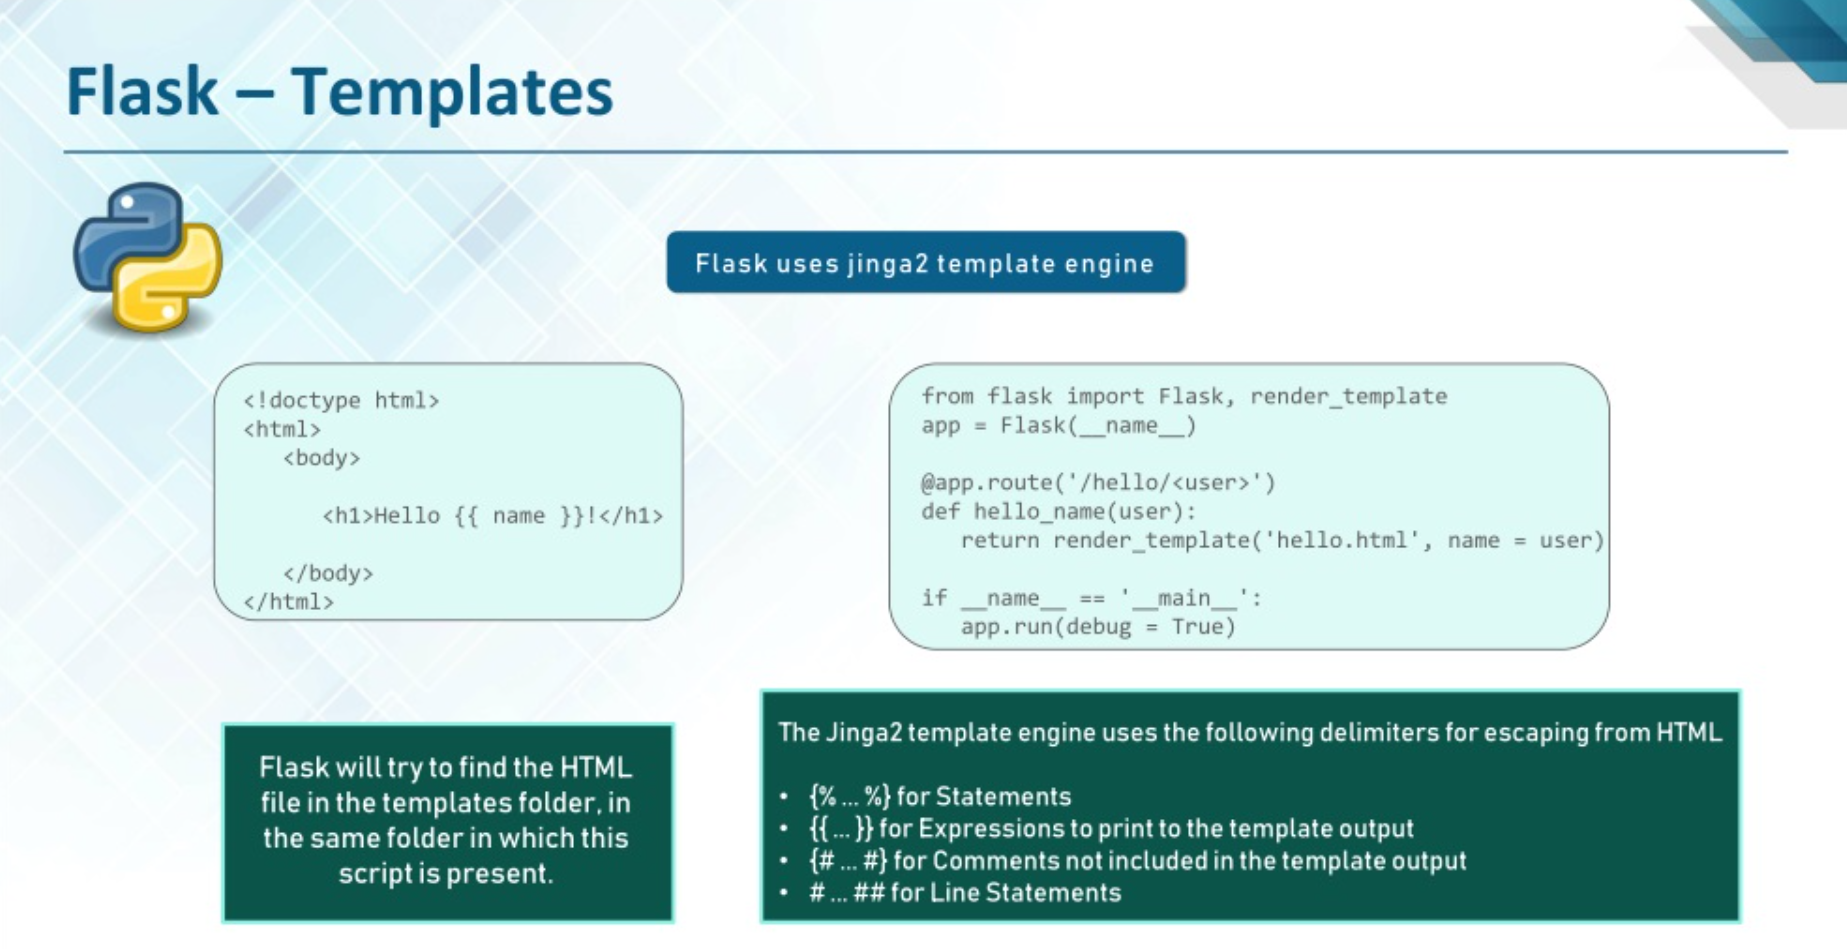 Flask – Templates
Flask uses jinga2 template engine
<!doctype html>
<html>
   <body>

      <h1>Hello {{ name }}!</h1>

   </body>
</html>
from flask import Flask, render_template
app = Flask(__name__)

@app.route('/hello/<user>')
def hello_name(user):
   return render_template('hello.html', name = user)

if __name__ == '__main__':
   app.run(debug = True)
Flask will try to find the HTML
file in the templates folder, in
the same folder in which this
script is present.
The Jinga2 template engine uses the following delimiters for escaping from HTML
• {% ... %} for Statements
• {{ ... }} for Expressions to print to the template output
• {# ... #} for Comments not included in the template output
• # ... ## for Line Statements